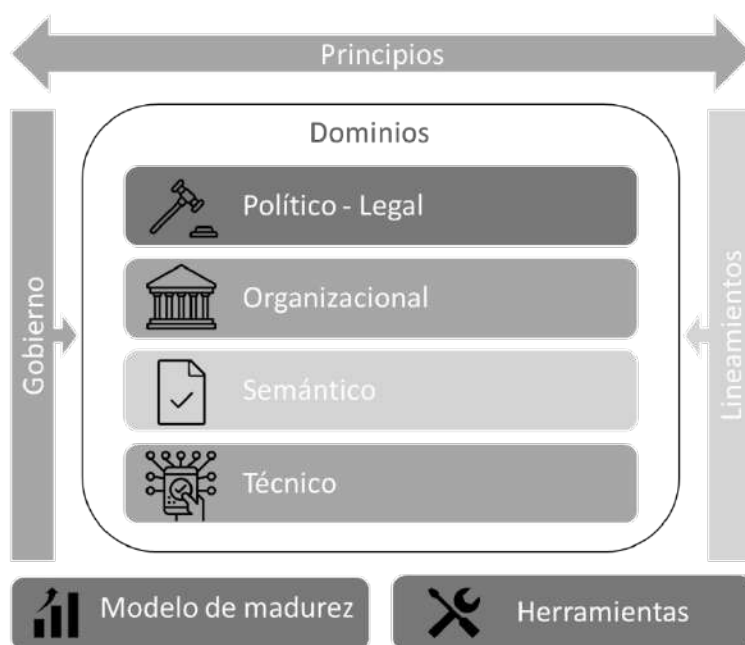 Principios
Gobierno
Dominios
Político - Legal
Organizacional
Semántico
Técnico
Lineamientos
Modelo de madurez
Herramientas